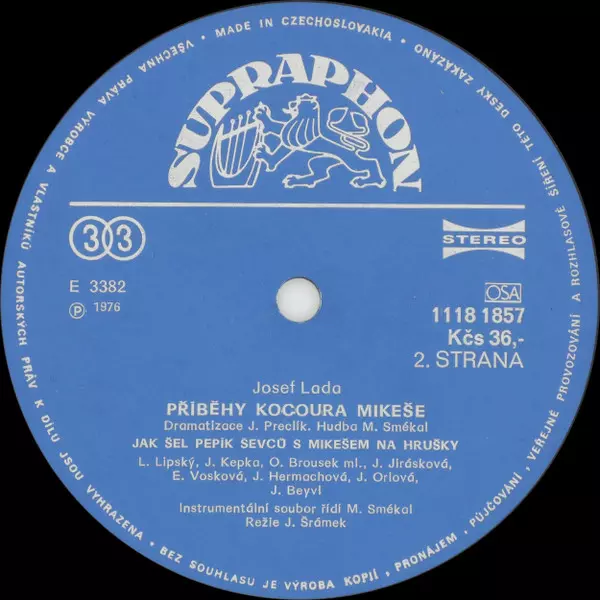 MADE IN CZECHOSLOVAKIA • VŠECHNA PRÁVA VÝROBCE A VLASTNÍKŮ AUTORSKÝCH PRÁV K DÍLU JSOU VYHRAZENA • BEZ SOUHLASU JE VÝROBA KOPIÍ, PRONÁJEM, PŮJČOVÁNÍ, VEŘEJNÉ PROVOZOVÁNÍ A ROZHLASOVÉ ŠÍŘENÍ TÉTO DESKY ZAKÁZÁNO •
SUPRAPHON
33
STEREO
E 3382
℗ 1976
OSA
1118 1857
Kčs 36,-
2. STRANA
Josef Lada
PŘÍBĚHY KOCOURA MIKEŠE
Dramatizace J. Preclík. Hudba M. Smékal
JAK ŠEL PEPÍK ŠEVCŮ S MIKEŠEM NA HRUŠKY
L. Lipský, J. Kepka, O. Brousek ml., J. Jirásková,
E. Vosková, J. Hermachová, J. Orlová,
J. Beyvl
Instrumentální soubor řídí M. Smékal
Režie J. Šrámek